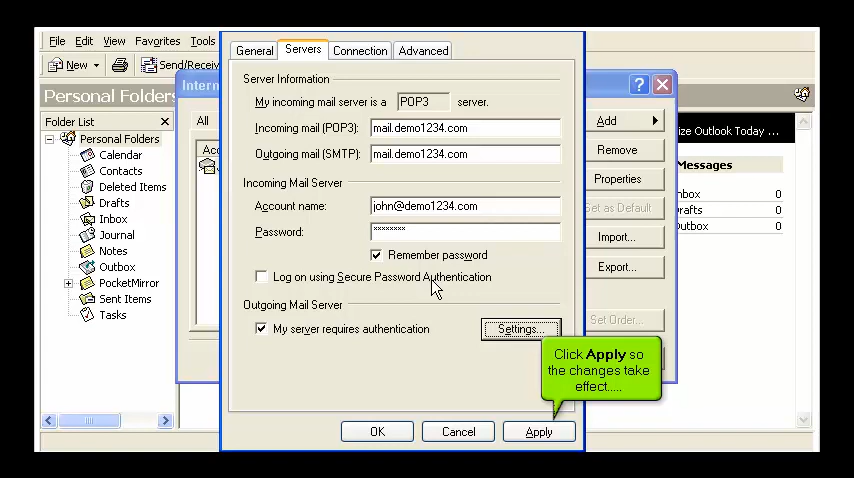 File Edit View Favorites Tools
New Send/Receiv
Personal Folders
Folder List
Personal Folders
Calendar
Contacts
Deleted Items
Drafts
Inbox
Journal
Notes
Outbox
PocketMirror
Sent Items
Tasks
Intern
All
Acc
General Servers Connection Advanced
Server Information
My incoming mail server is a POP3 server.
Incoming mail (POP3): mail.demo1234.com
Outgoing mail (SMTP): mail.demo1234.com
Incoming Mail Server
Account name: john@demo1234.com
Password: ********
Remember password
Log on using Secure Password Authentication
Outgoing Mail Server
My server requires authentication Settings...
Click Apply so
the changes take
effect.....
OK Cancel Apply
?
Add
Remove
Properties
Set as Default
Import...
Export...
Set Order...
ize Outlook Today ...
Messages
nbox 0
rafts 0
utbox 0